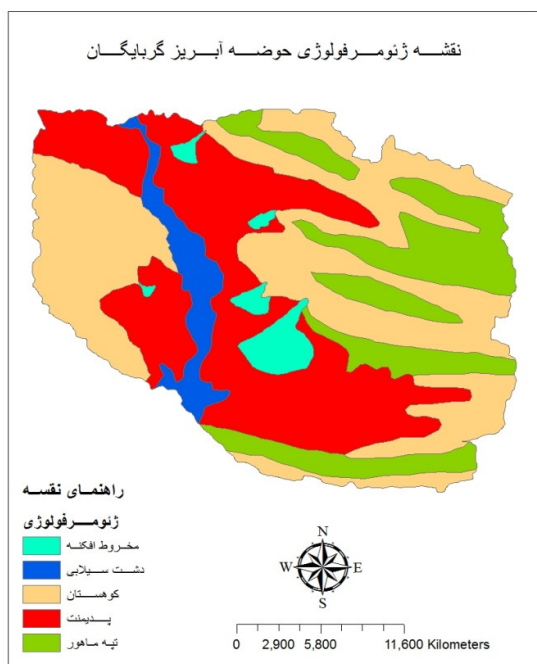 نقشه ژئومرفولوژی حوضه آبریز گربایگان
راهنمای نقسه
ژئومرفولوژی
مخروط افکنه
دشت سیلابی
کوهستان
پدیمنت
تپه ماهور
N
W E
S
0 2,900 5,800 11,600 Kilometers